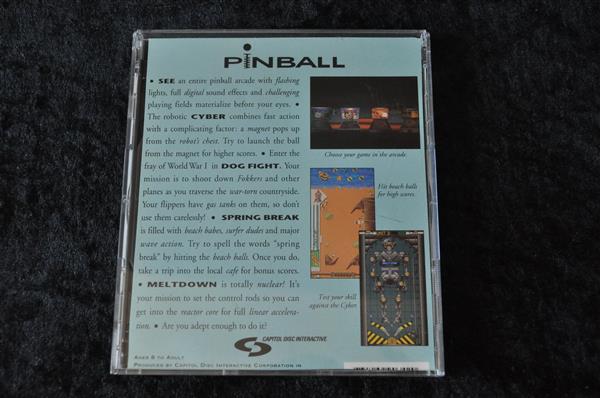 PINBALL
• SEE an entire pinball arcade with flashing
lights, full digital sound effects and challenging
playing fields materialize before your eyes. •
The robotic CYBER combines fast action
with a complicating factor: a magnet pops up
from the robot's chest. Try to launch the ball
from the magnet for higher scores. • Enter the
fray of World War I in DOG FIGHT. Your
mission is to shoot down Fokkers and other
planes as you traverse the war-torn countryside.
Your flippers have gas tanks on them, so don't
use them carelessly! • SPRING BREAK
is filled with beach babes, surfer dudes and major
wave action. Try to spell the words "spring
break" by hitting the beach balls. Once you do,
take a trip into the local cafe for bonus scores.
• MELTDOWN is totally nuclear! It's
your mission to set the control rods so you can
get into the reactor core for full linear accelera-
tion. • Are you adept enough to do it?
Choose your game in the arcade.
Hit beach balls
for high scores.
Test your skill
against the Cyber.
CAPITOL DISC INTERACTIVE
AGES 8 TO ADULT
PRODUCED BY CAPITOL DISC INTERACTIVE CORPORATION IN